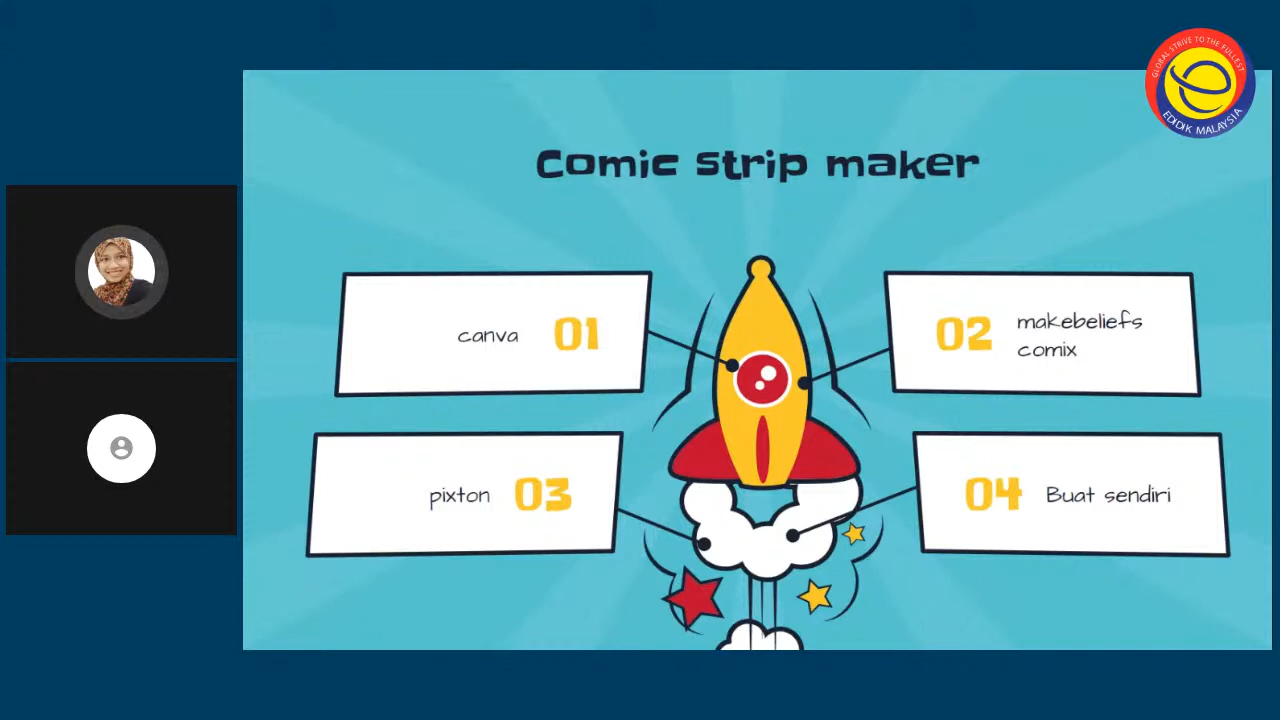 GLOBAL STRIVE TO THE FULLEST
EDIDIK MALAYSIA
Comic strip maker
canva 01
02 makebeliefs
comix
pixton 03
04 Buat sendiri